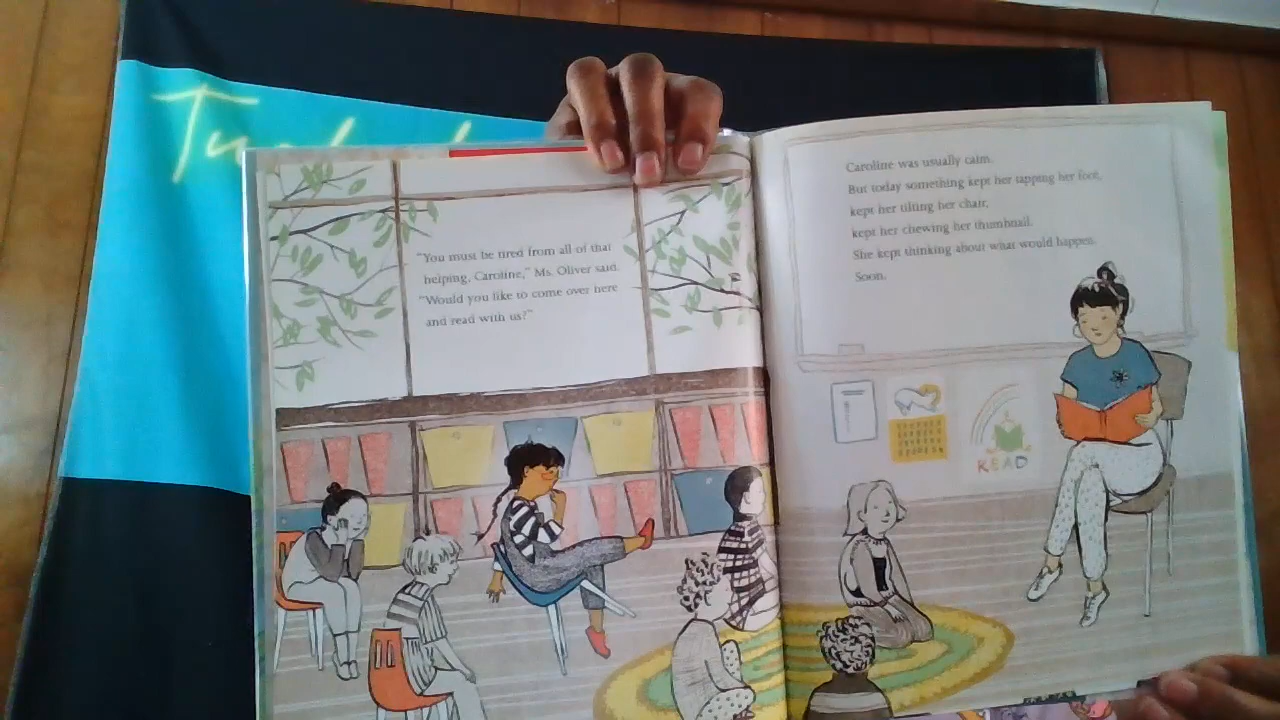 "You must be tired from all of that
helping, Caroline," Ms. Oliver said.
"Would you like to come over here
and read with us?"
Caroline was usually calm.
But today something kept her tapping her foot,
kept her tilting her chair,
kept her chewing her thumbnail.
She kept thinking about what would happen.
Soon.
READ